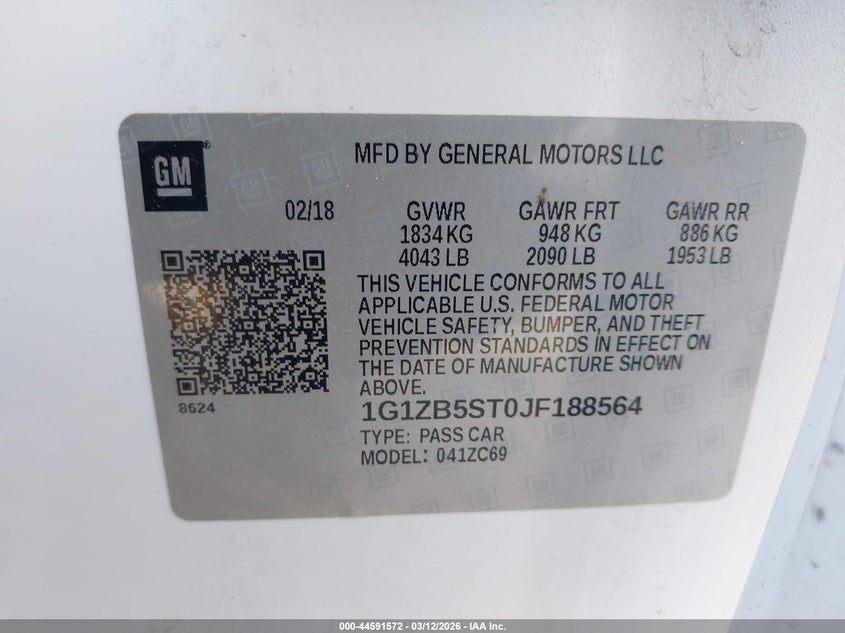 GM
MFD BY GENERAL MOTORS LLC
02/18 GVWR GAWR FRT GAWR RR
1834 KG 948 KG 886 KG
4043 LB 2090 LB 1953 LB
THIS VEHICLE CONFORMS TO ALL
APPLICABLE U.S. FEDERAL MOTOR
VEHICLE SAFETY, BUMPER, AND THEFT
PREVENTION STANDARDS IN EFFECT ON
THE DATE OF MANUFACTURE SHOWN
ABOVE.
8624
1G1ZB5ST0JF188564
TYPE: PASS CAR
MODEL: 041ZC69
000-44591572 | 03/12/2026 - IAA Inc.